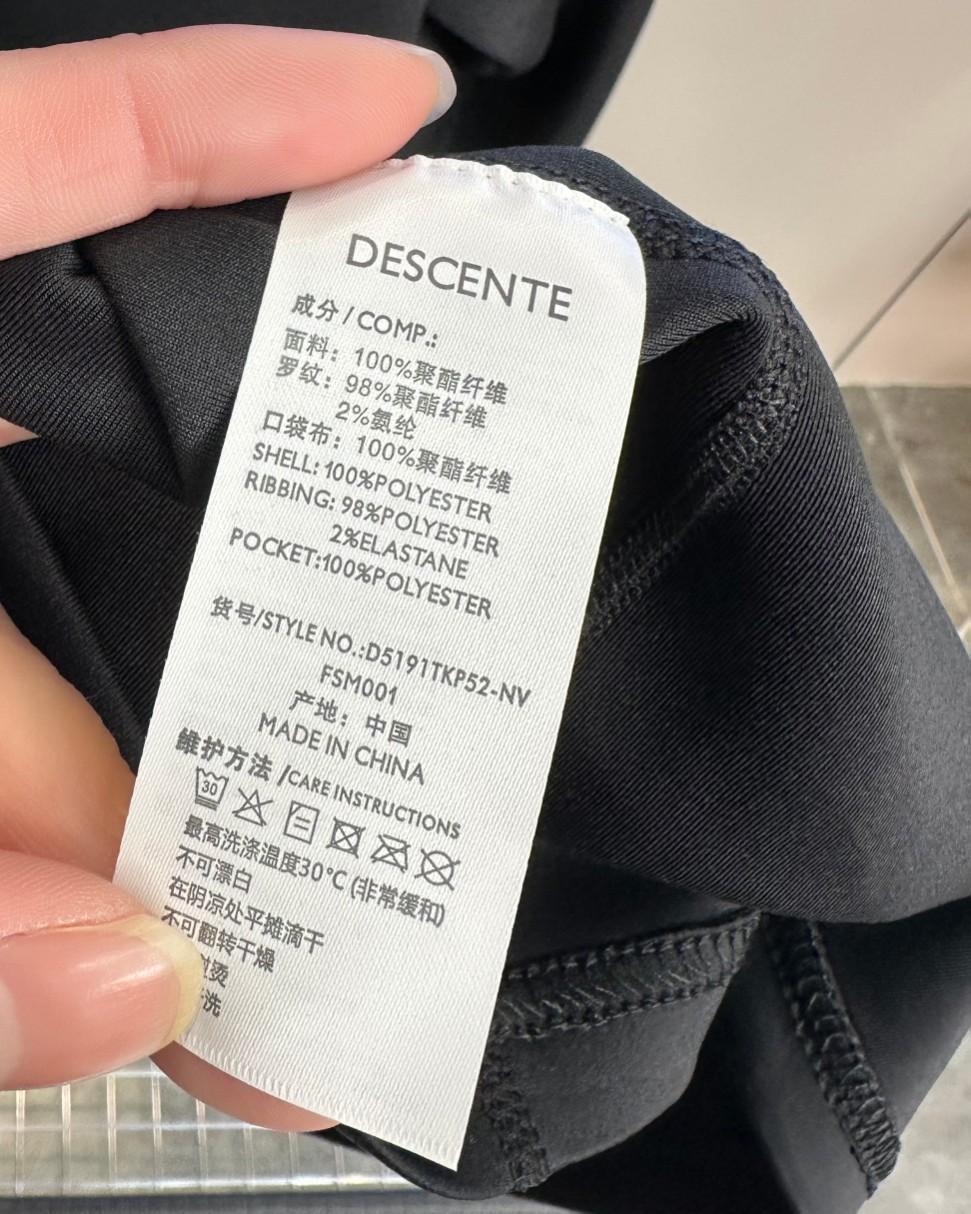 DESCENTE
成分/COMP.:
面料：100%聚酯纤维
罗纹：98%聚酯纤维
2%氨纶
口袋布：100%聚酯纤维
SHELL:100%POLYESTER
RIBBING: 98%POLYESTER
2%ELASTANE
POCKET:100%POLYESTER
货号/STYLE NO.:D5191TKP52-NV
FSM001
产地：中国
MADE IN CHINA
維护方法 /CARE INSTRUCTIONS
30
最高洗涤温度30°C (非常缓和)
不可漂白
在阴凉处平摊滴干
不可翻转干燥
烫
洗